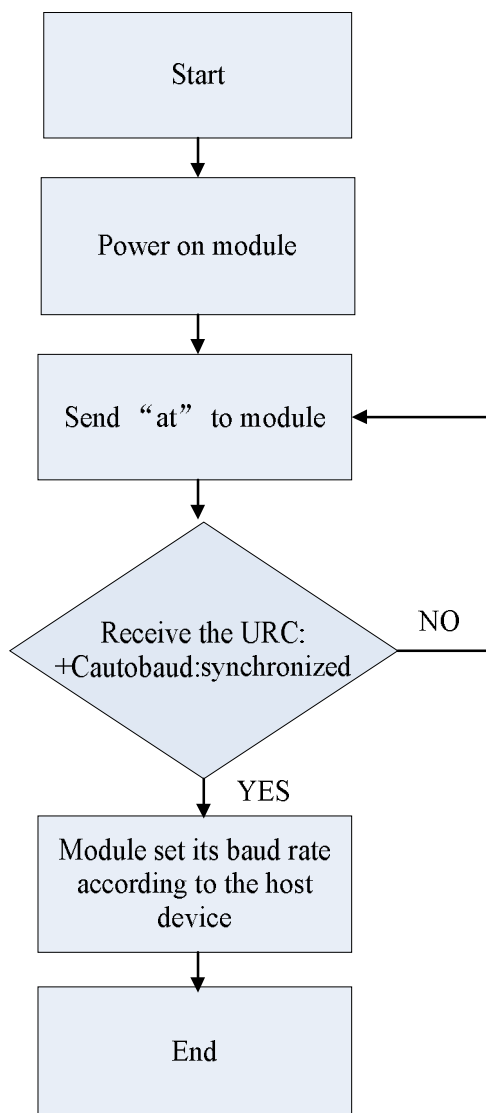 Start
Power on module
Send “at” to module
Receive the URC:
+Cautobaud:synchronized
NO
YES
Module set its baud rate
according to the host
device
End